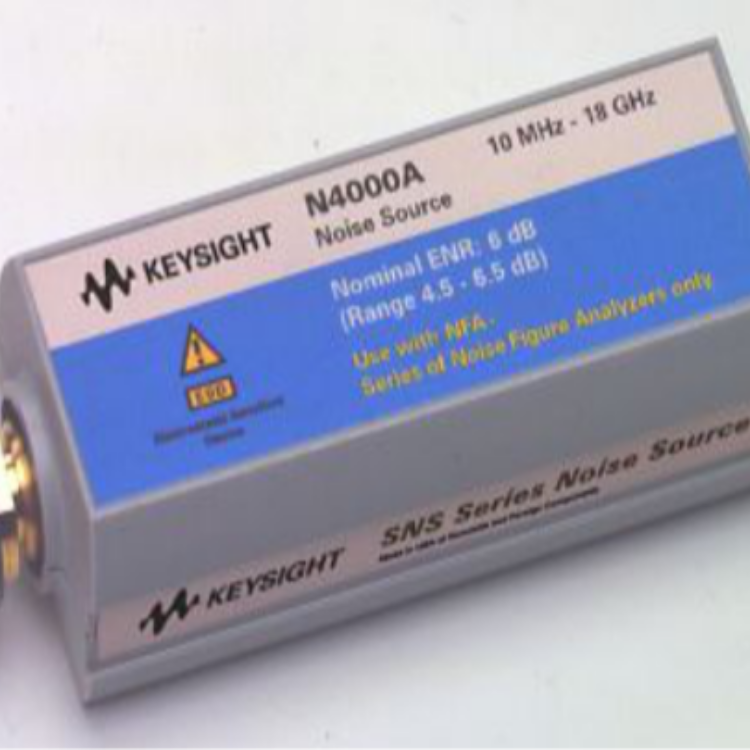 KEYSIGHT
N4000A
Noise Source
10 MHz - 18 GHz
Nominal ENR: 6 dB
(Range 4.5 - 6.5 dB)
Use with NFA -
Series of Noise Figure Analyzers only
KEYSIGHT
SNS Series Noise Source